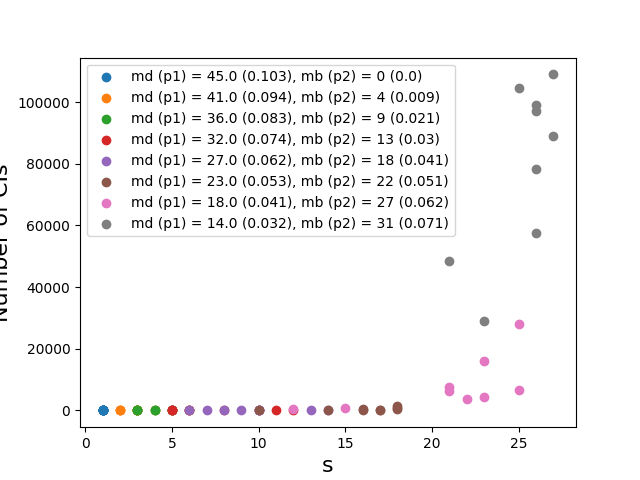 md (p1) = 45.0 (0.103), mb (p2) = 0 (0.0)
md (p1) = 41.0 (0.094), mb (p2) = 4 (0.009)
md (p1) = 36.0 (0.083), mb (p2) = 9 (0.021)
md (p1) = 32.0 (0.074), mb (p2) = 13 (0.03)
md (p1) = 27.0 (0.062), mb (p2) = 18 (0.041)
md (p1) = 23.0 (0.053), mb (p2) = 22 (0.051)
md (p1) = 18.0 (0.041), mb (p2) = 27 (0.062)
md (p1) = 14.0 (0.032), mb (p2) = 31 (0.071)
100000
80000
60000
40000
20000
0
Number of CIs
0 5 10 15 20 25
s